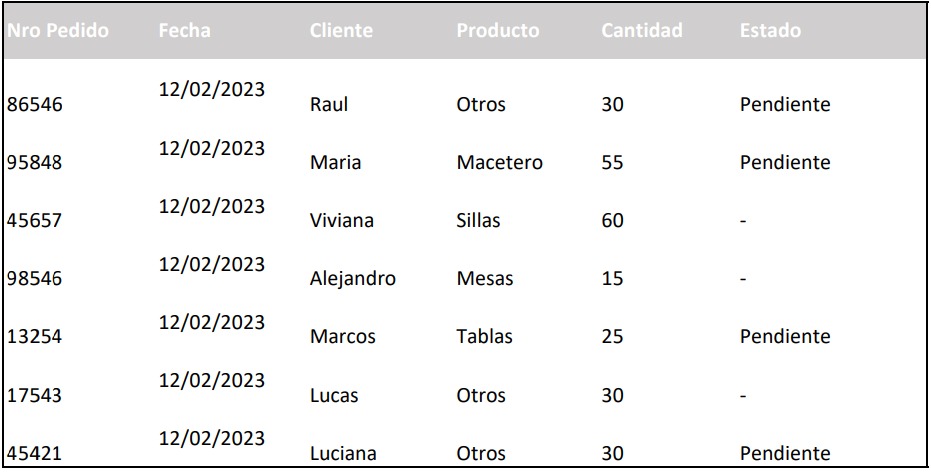 Nro Pedido Fecha Cliente Producto Cantidad Estado
86546 12/02/2023 Raul Otros 30 Pendiente
95848 12/02/2023 Maria Macetero 55 Pendiente
45657 12/02/2023 Viviana Sillas 60 -
98546 12/02/2023 Alejandro Mesas 15 -
13254 12/02/2023 Marcos Tablas 25 Pendiente
17543 12/02/2023 Lucas Otros 30 -
45421 12/02/2023 Luciana Otros 30 Pendiente